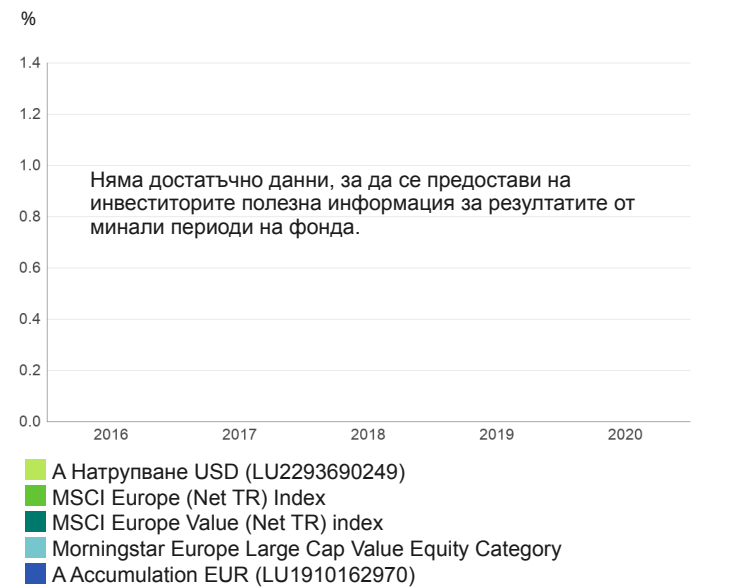 %
1.4
1.2
1.0
Няма достатъчно данни, за да се предостави на
инвеститорите полезна информация за резултатите от
минали периоди на фонда.
0.8
0.6
0.4
0.2
0.0
2016 2017 2018 2019 2020
А Натрупване USD (LU2293690249)
MSCI Europe (Net TR) Index
MSCI Europe Value (Net TR) index
Morningstar Europe Large Cap Value Equity Category
A Accumulation EUR (LU1910162970)